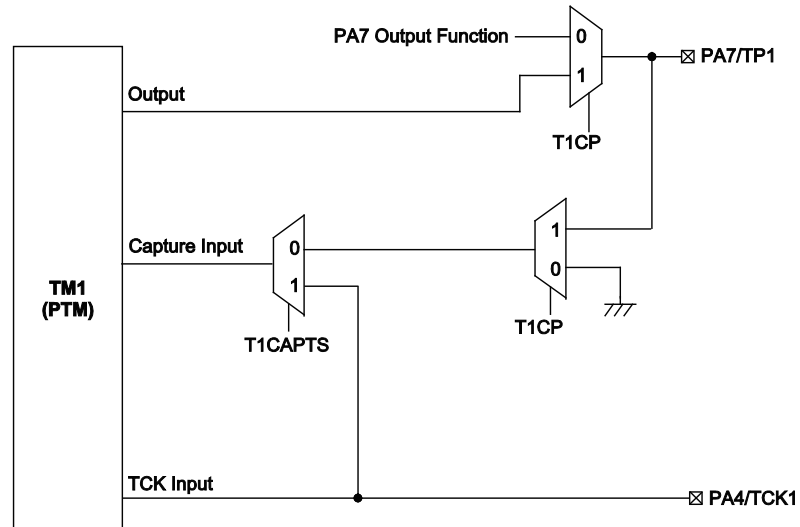 PA7 Output Function
0
1
PA7/TP1
T1CP
Output
Capture Input
0
1
T1CAPTS
1
0
T1CP
TM1
(PTM)
TCK Input
PA4/TCK1